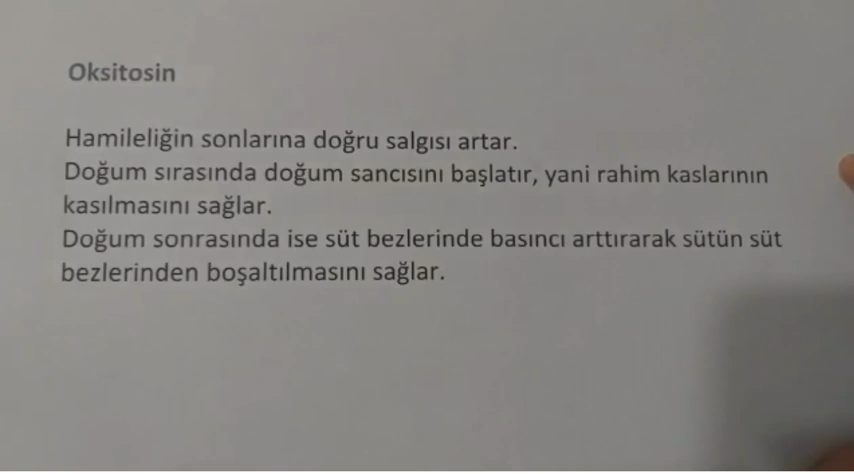 Oksitosin
Hamileliğin sonlarına doğru salgısı artar.
Doğum sırasında doğum sancısını başlatır, yani rahim kaslarının
kasılmasını sağlar.
Doğum sonrasında ise süt bezlerinde basıncı arttırarak sütün süt
bezlerinden boşaltılmasını sağlar.